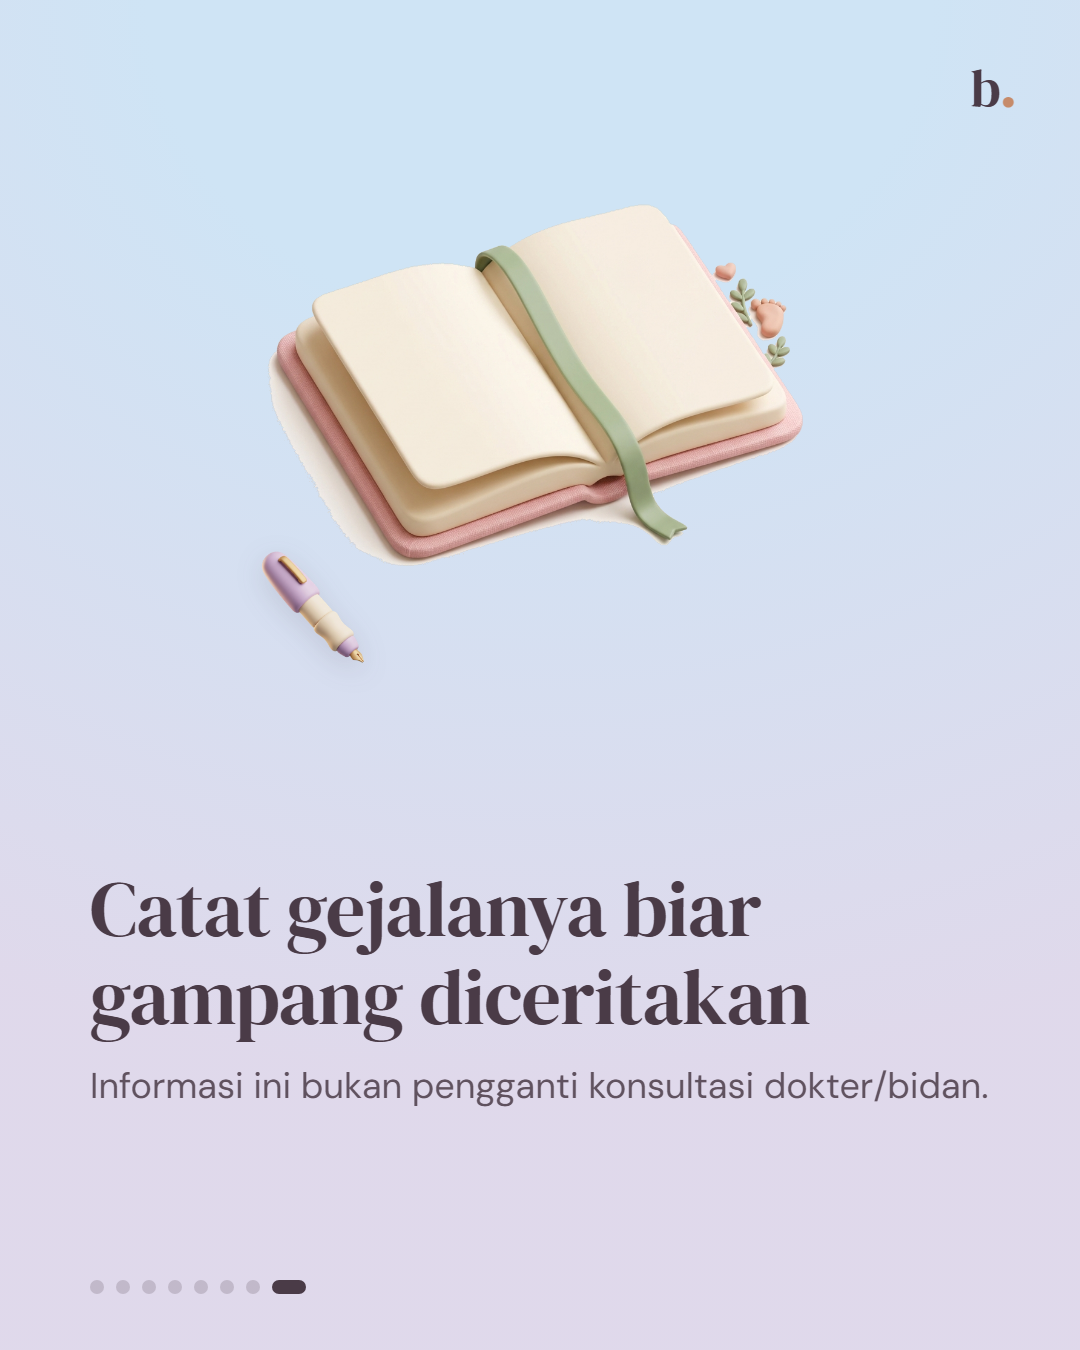 b.
Catat gejalanya biar
gampang diceritakan
Informasi ini bukan pengganti konsultasi dokter/bidan.